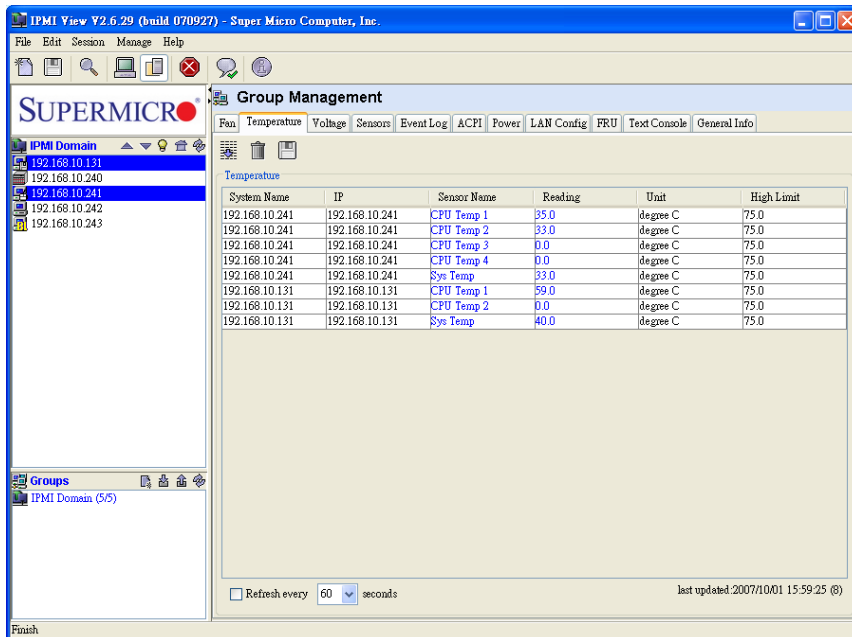 IPMI View V2.6.29 (build 070927) - Super Micro Computer, Inc.
File Edit Session Manage Help
SUPERMICRO
IPMI Domain
192.168.10.131
192.168.10.240
192.168.10.241
192.168.10.242
192.168.10.243
Groups
IPMI Domain (5/5)
Group Management
Fan Temperature Voltage Sensors Event Log ACPI Power LAN Config FRU Text Console General Info
Temperature
System Name IP Sensor Name Reading Unit High Limit
192.168.10.241 192.168.10.241 CPU Temp 1 35.0 degree C 75.0
192.168.10.241 192.168.10.241 CPU Temp 2 33.0 degree C 75.0
192.168.10.241 192.168.10.241 CPU Temp 3 0.0 degree C 75.0
192.168.10.241 192.168.10.241 CPU Temp 4 0.0 degree C 75.0
192.168.10.241 192.168.10.241 Sys Temp 33.0 degree C 75.0
192.168.10.131 192.168.10.131 CPU Temp 1 59.0 degree C 75.0
192.168.10.131 192.168.10.131 CPU Temp 2 0.0 degree C 75.0
192.168.10.131 192.168.10.131 Sys Temp 40.0 degree C 75.0
Refresh every 60 seconds
last updated:2007/10/01 15:59:25 (8)
Finish